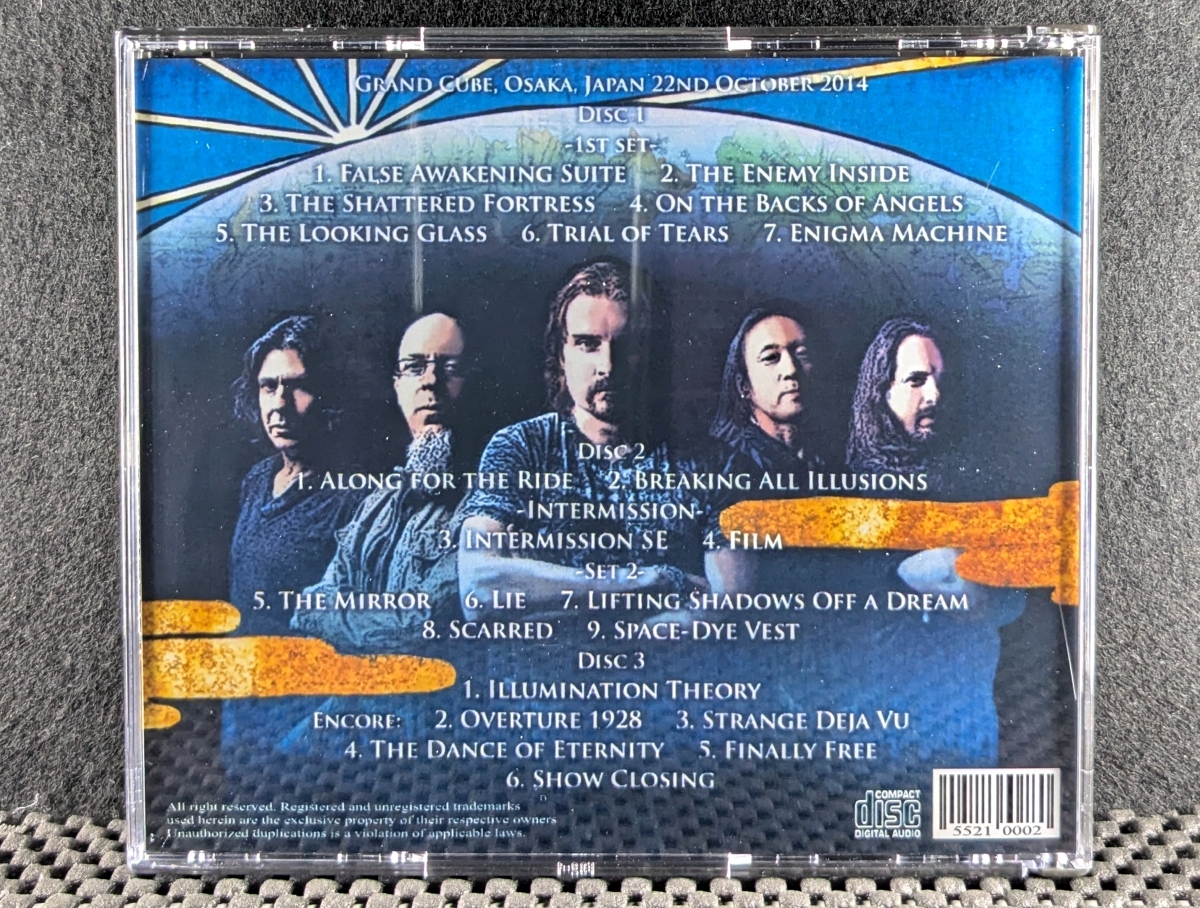 Grand Cube, Osaka, Japan 22nd October 2014
Disc 1
-1st set-
1. False Awakening Suite 2. The Enemy Inside
3. The Shattered Fortress 4. On the Backs of Angels
5. The Looking Glass 6. Trial of Tears 7. Enigma Machine
Disc 2
1. Along for the Ride 2. Breaking All Illusions
-Intermission-
3. Intermission SE 4. Film
-Set 2-
5. The Mirror 6. Lie 7. Lifting Shadows Off a Dream
8. Scarred 9. Space-Dye Vest
Disc 3
1. Illumination Theory
Encore: 2. Overture 1928 3. Strange Deja Vu
4. The Dance of Eternity 5. Finally Free
6. Show Closing
All right reserved. Registered and unregistered trademarks
used herein are the exclusive property of their respective owners
Unauthorized duplications is a violation of applicable laws.
COMPACT
disc
DIGITAL AUDIO
5521 0002